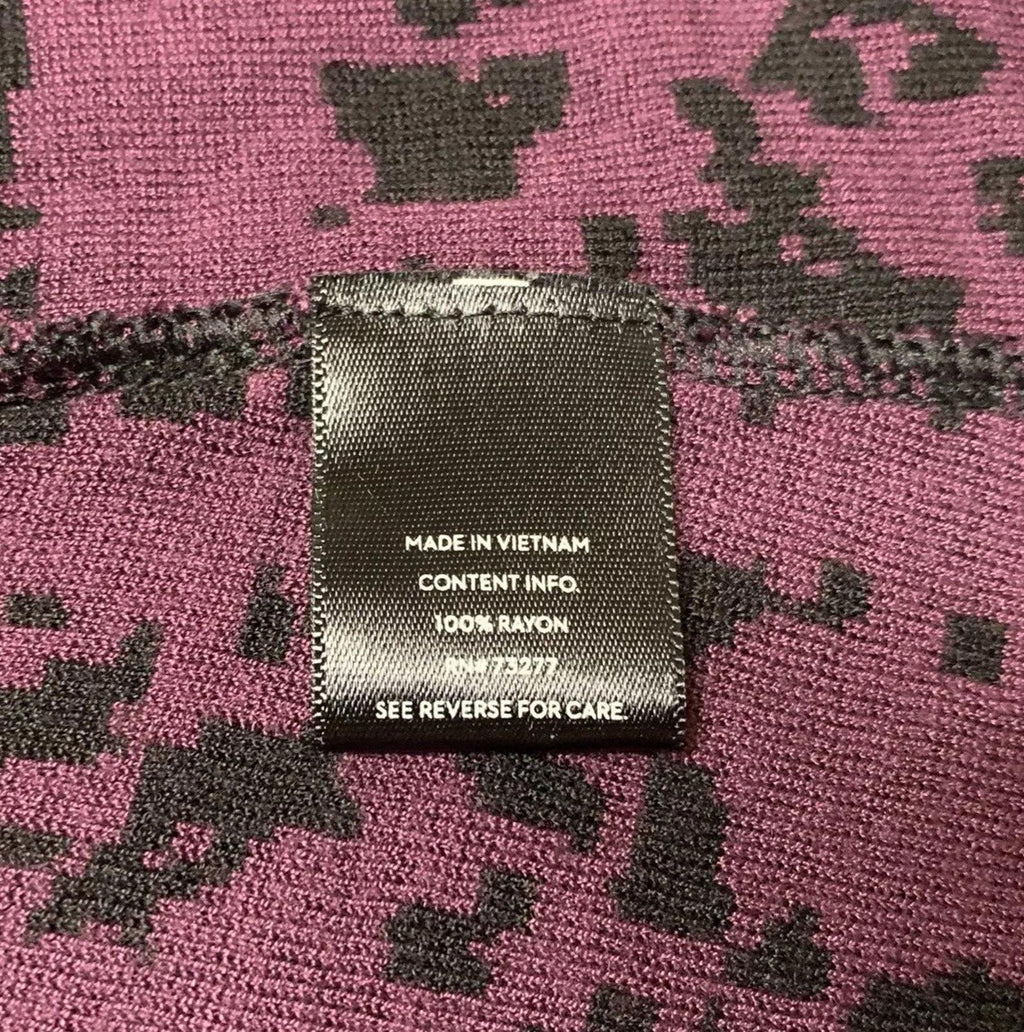 MADE IN VIETNAM
CONTENT INFO.
100% RAYON
RN# 73277
SEE REVERSE FOR CARE.